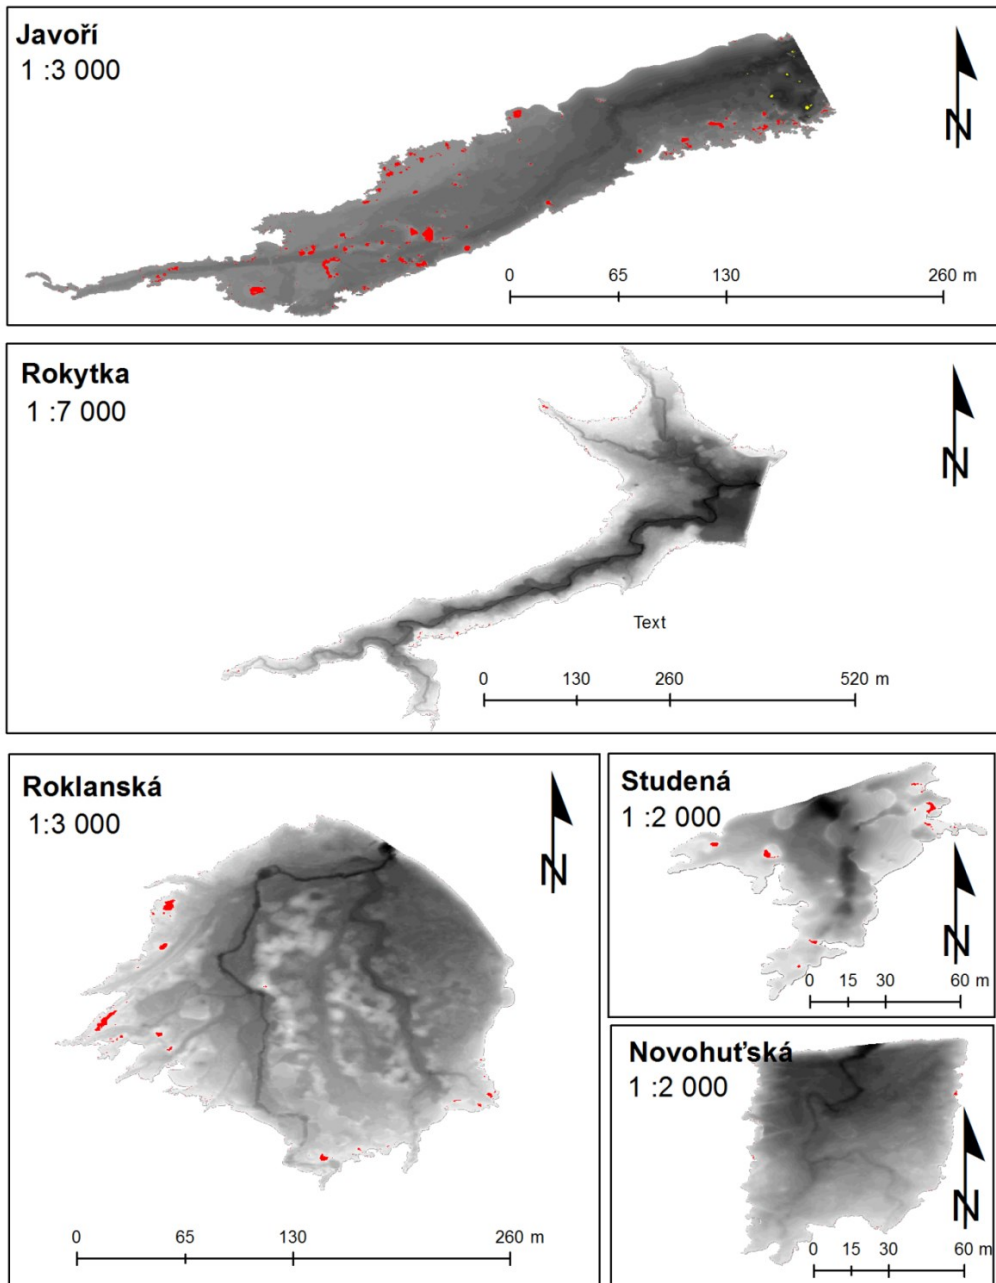 Javoří
1 :3 000
N
0 65 130 260 m
Rokytka
1 :7 000
N
Text
0 130 260 520 m
Roklanská
1:3 000
N
0 65 130 260 m
Studená
1 :2 000
N
0 15 30 60 m
Novohuťská
1 :2 000
N
0 15 30 60 m